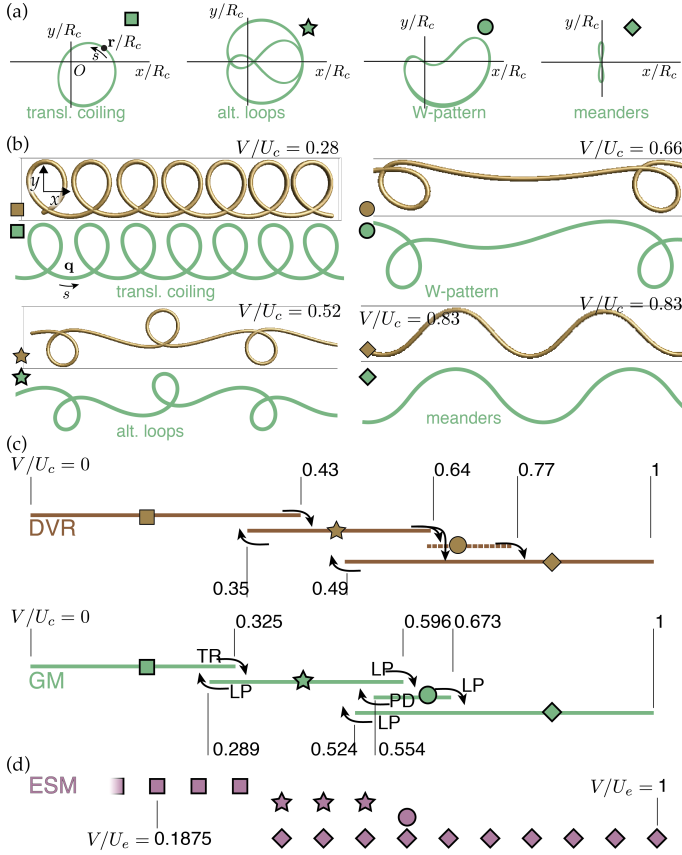 (a)
y/R_c
r/R_c
s
O
x/R_c
transl. coiling
y/R_c
x/R_c
alt. loops
y/R_c
x/R_c
W-pattern
y/R_c
x/R_c
meanders
(b)
V/U_c = 0.28
y
x
q
s
transl. coiling
V/U_c = 0.66
W-pattern
V/U_c = 0.52
alt. loops
V/U_c = 0.83
V/U_c = 0.83
meanders
(c)
V/U_c = 0
0.43
0.64
0.77
1
DVR
0.35
0.49
V/U_c = 0
0.325
0.596
0.673
1
TR
LP
LP
LP
GM
LP
PD
LP
0.289
0.524
0.554
(d)
ESM
V/U_e = 1
V/U_e = 0.1875